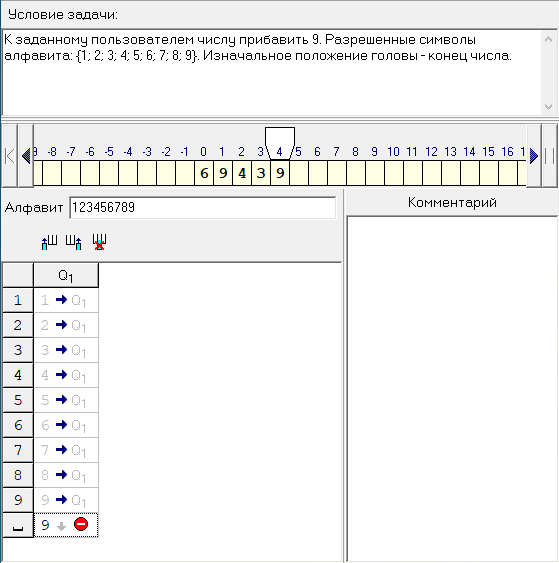 Условие задачи:
К заданному пользователем числу прибавить 9. Разрешенные символы
алфавита: {1; 2; 3; 4; 5; 6; 7; 8; 9}. Изначальное положение головы - конец числа.
-8 -7 -6 -5 -4 -3 -2 -1 0 1 2 3 4 5 6 7 8 9 10 11 12 13 14 15 16 1
6 9 4 3 9
Алфавит 123456789
Комментарий
Q1
1 1 → Q1
2 2 → Q1
3 3 → Q1
4 4 → Q1
5 5 → Q1
6 6 → Q1
7 7 → Q1
8 8 → Q1
9 9 → Q1
␣ 9 ↓